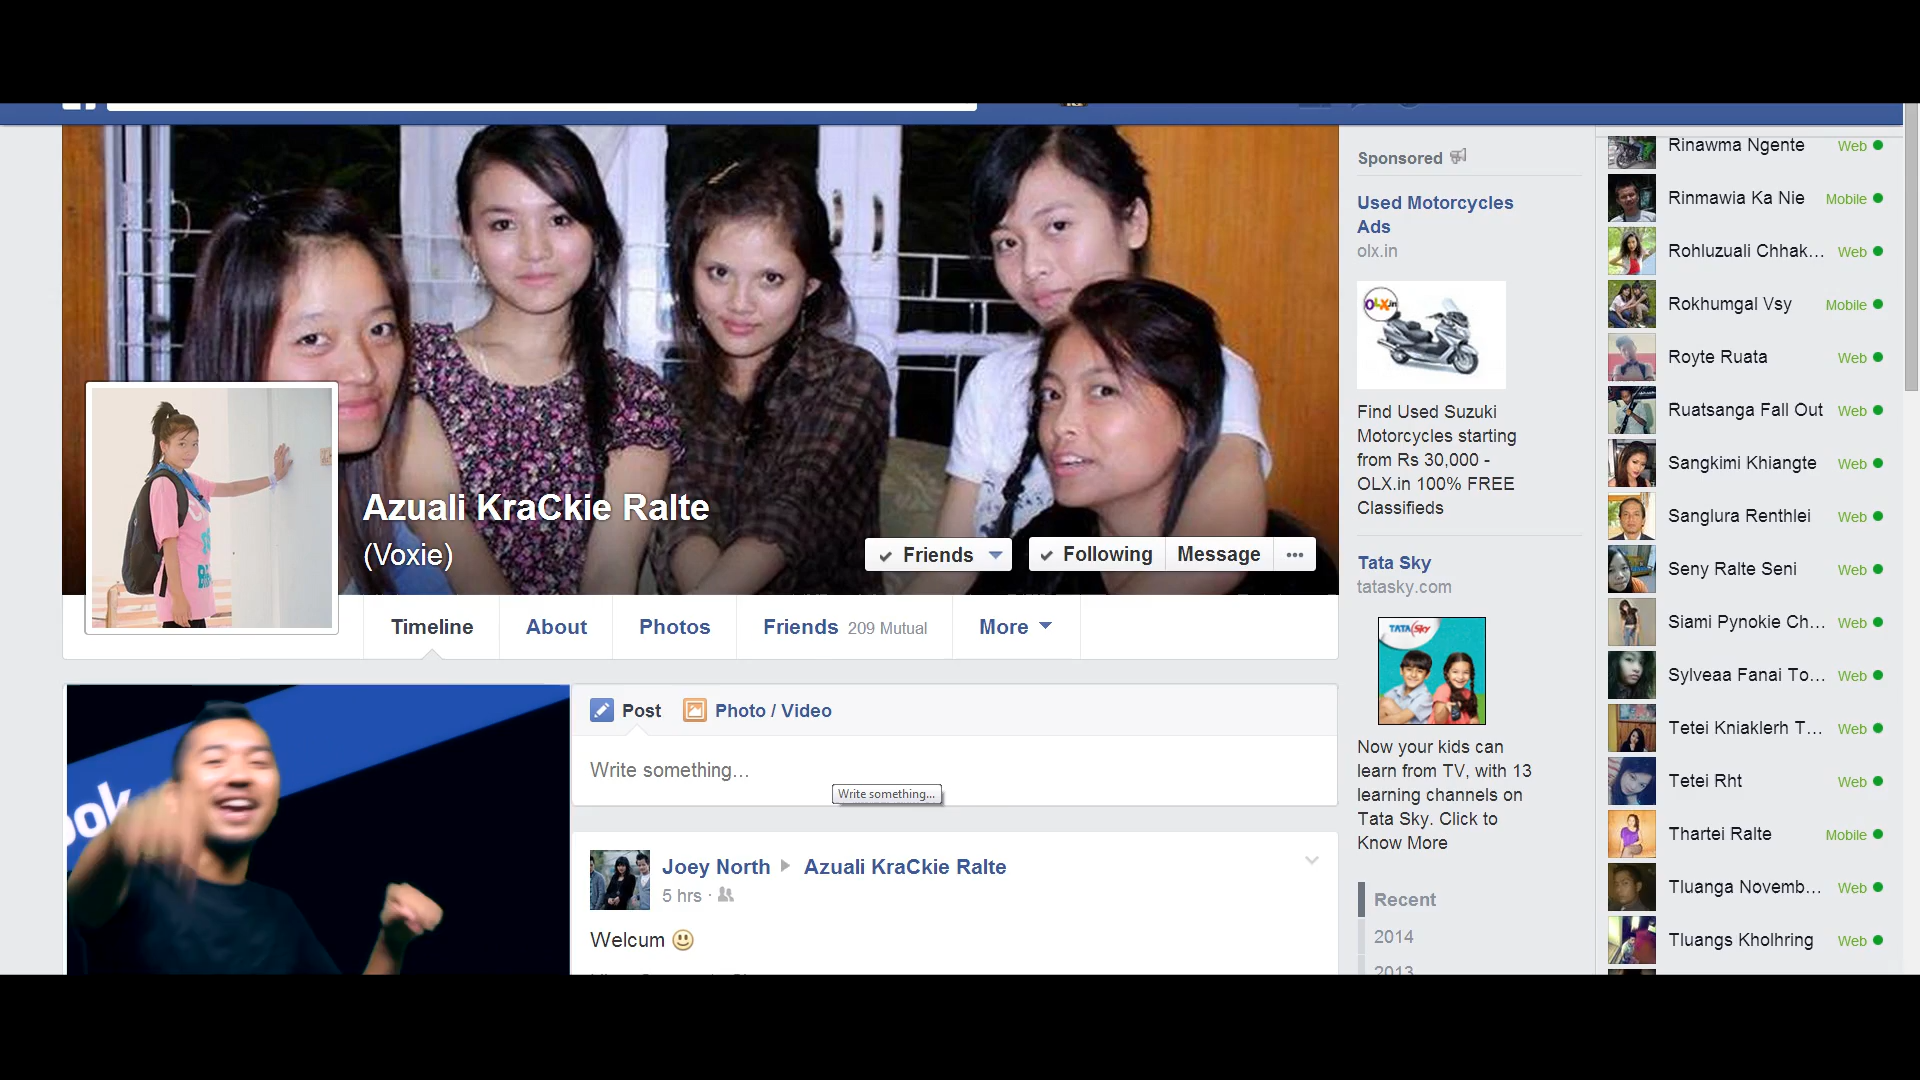 Azuali KraCkie Ralte
(Voxie)
Friends
Following
Message
Timeline
About
Photos
Friends 209 Mutual
More
Post
Photo / Video
Write something...
Write something...
Joey North
Azuali KraCkie Ralte
5 hrs ·
Welcum
Sponsored
Used Motorcycles
Ads
olx.in
OLX.in
Find Used Suzuki
Motorcycles starting
from Rs 30,000 -
OLX.in 100% FREE
Classifieds
Tata Sky
tatasky.com
TATA Sky
Now your kids can
learn from TV, with 13
learning channels on
Tata Sky. Click to
Know More
Recent
2014
2013
Rinawma Ngente Web
Rinmawia Ka Nie Mobile
Rohluzuali Chhak... Web
Rokhumgal Vsy Mobile
Royte Ruata Web
Ruatsanga Fall Out Web
Sangkimi Khiangte Web
Sanglura Renthlei Web
Seny Ralte Seni Web
Siami Pynokie Ch... Web
Sylveaa Fanai To... Web
Tetei Kniaklerh T... Web
Tetei Rht Web
Thartei Ralte Mobile
Tluanga Novemb... Web
Tluangs Kholhring Web
ook